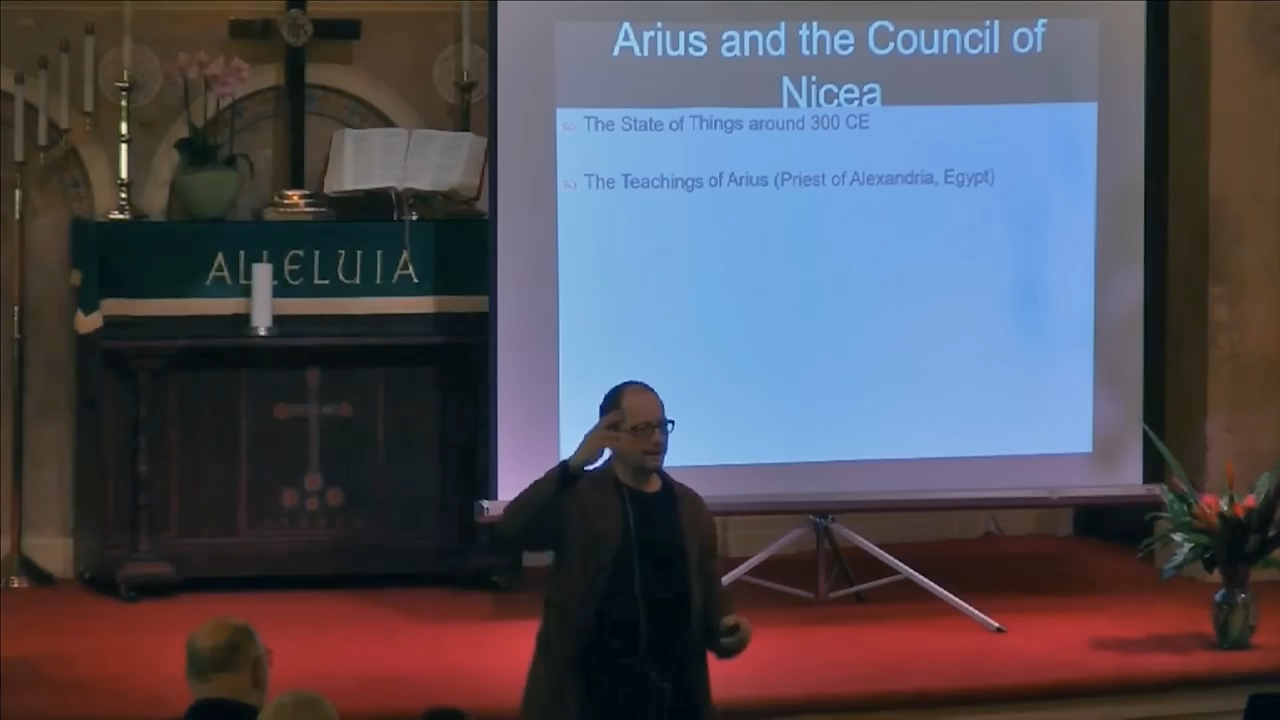 Arius and the Council of
Nicea
The State of Things around 300 CE
The Teachings of Arius (Priest of Alexandria, Egypt)
ALLELUIA